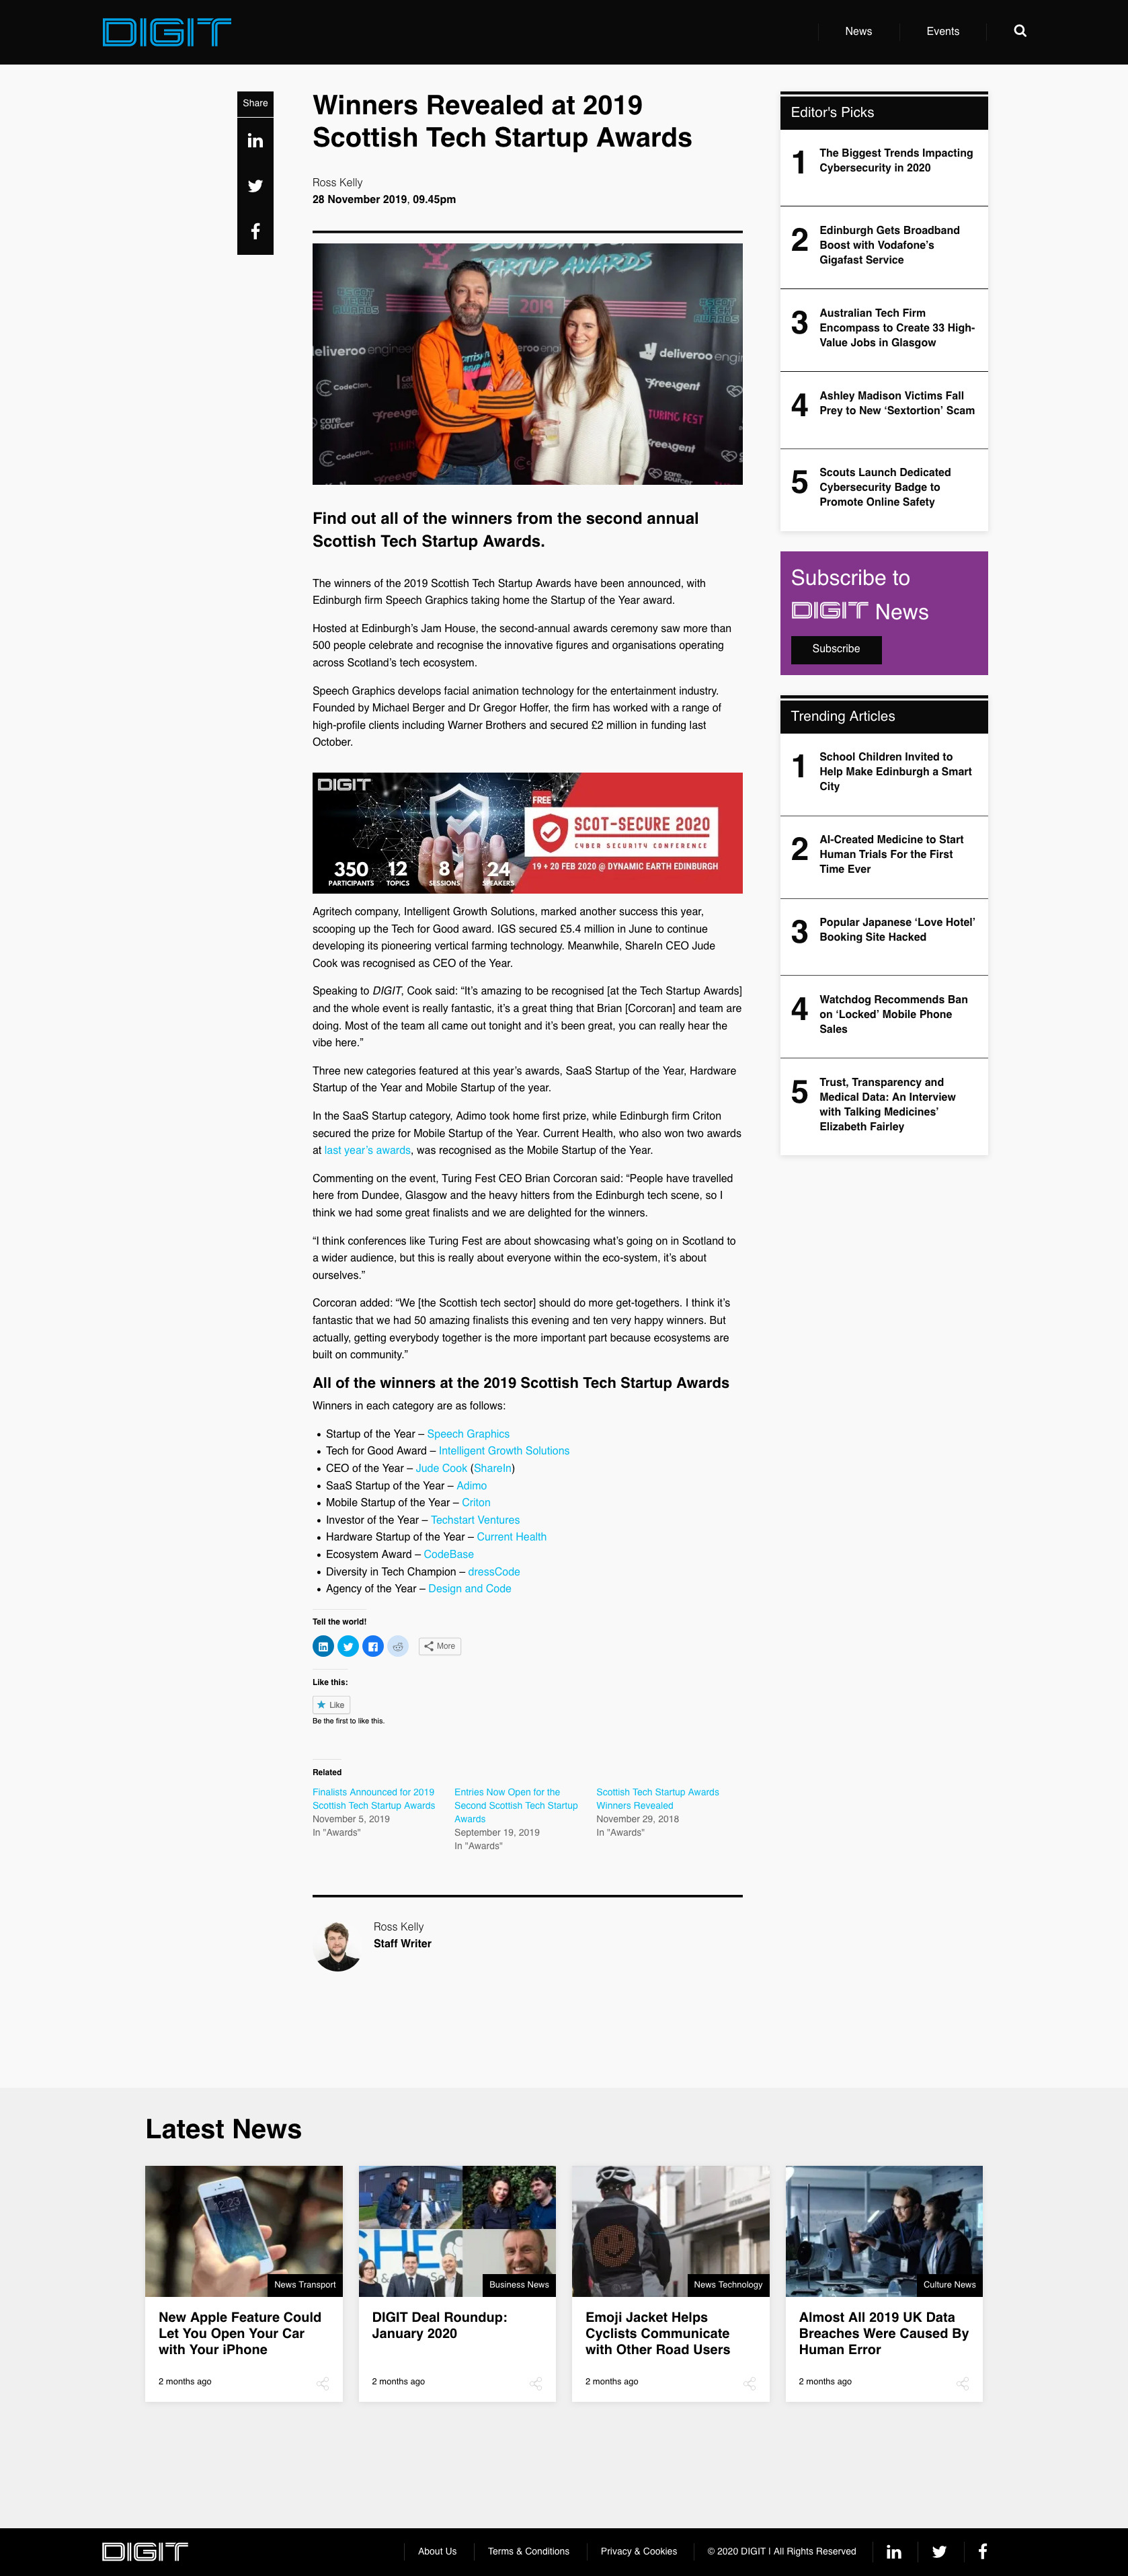 DIGIT
News
Events
Share
Winners Revealed at 2019
Scottish Tech Startup Awards
Ross Kelly
28 November 2019, 09.45pm
STARTUP AWARDS
2019
#SCOT
TECH
AWARDS
#SCOT
TECH
AWARDS
deliveroo engineering
deliveroo engi
CodeClan_
freeagent
care
sourcer
TURING FEST
CodeClan_
freeagent
care
sourcer
Find out all of the winners from the second annual
Scottish Tech Startup Awards.
The winners of the 2019 Scottish Tech Startup Awards have been announced, with
Edinburgh firm Speech Graphics taking home the Startup of the Year award.
Hosted at Edinburgh’s Jam House, the second-annual awards ceremony saw more than
500 people celebrate and recognise the innovative figures and organisations operating
across Scotland’s tech ecosystem.
Speech Graphics develops facial animation technology for the entertainment industry.
Founded by Michael Berger and Dr Gregor Hoffer, the firm has worked with a range of
high-profile clients including Warner Brothers and secured £2 million in funding last
October.
DIGIT
FREE
SCOT-SECURE 2020
CYBER SECURITY CONFERENCE
350 12 8 24
PARTICIPANTS TOPICS SESSIONS SPEAKERS
19 + 20 FEB 2020 @ DYNAMIC EARTH EDINBURGH
Agritech company, Intelligent Growth Solutions, marked another success this year,
scooping up the Tech for Good award. IGS secured £5.4 million in June to continue
developing its pioneering vertical farming technology. Meanwhile, ShareIn CEO Jude
Cook was recognised as CEO of the Year.
Speaking to DIGIT, Cook said: “It’s amazing to be recognised [at the Tech Startup Awards]
and the whole event is really fantastic, it’s a great thing that Brian [Corcoran] and team are
doing. Most of the team all came out tonight and it’s been great, you can really hear the
vibe here.”
Three new categories featured at this year’s awards, SaaS Startup of the Year, Hardware
Startup of the Year and Mobile Startup of the year.
In the SaaS Startup category, Adimo took home first prize, while Edinburgh firm Criton
secured the prize for Mobile Startup of the Year. Current Health, who also won two awards
at last year’s awards, was recognised as the Mobile Startup of the Year.
Commenting on the event, Turing Fest CEO Brian Corcoran said: “People have travelled
here from Dundee, Glasgow and the heavy hitters from the Edinburgh tech scene, so I
think we had some great finalists and we are delighted for the winners.
“I think conferences like Turing Fest are about showcasing what’s going on in Scotland to
a wider audience, but this is really about everyone within the eco-system, it’s about
ourselves.”
Corcoran added: “We [the Scottish tech sector] should do more get-togethers. I think it’s
fantastic that we had 50 amazing finalists this evening and ten very happy winners. But
actually, getting everybody together is the more important part because ecosystems are
built on community.”
All of the winners at the 2019 Scottish Tech Startup Awards
Winners in each category are as follows:
• Startup of the Year – Speech Graphics
• Tech for Good Award – Intelligent Growth Solutions
• CEO of the Year – Jude Cook (ShareIn)
• SaaS Startup of the Year – Adimo
• Mobile Startup of the Year – Criton
• Investor of the Year – Techstart Ventures
• Hardware Startup of the Year – Current Health
• Ecosystem Award – CodeBase
• Diversity in Tech Champion – dressCode
• Agency of the Year – Design and Code
Tell the world!
More
Like this:
Like
Be the first to like this.
Related
Finalists Announced for 2019
Scottish Tech Startup Awards
November 5, 2019
In "Awards"
Entries Now Open for the
Second Scottish Tech Startup
Awards
September 19, 2019
In "Awards"
Scottish Tech Startup Awards
Winners Revealed
November 29, 2018
In "Awards"
Ross Kelly
Staff Writer
Editor's Picks
1 The Biggest Trends Impacting
Cybersecurity in 2020
2 Edinburgh Gets Broadband
Boost with Vodafone’s
Gigafast Service
3 Australian Tech Firm
Encompass to Create 33 High-
Value Jobs in Glasgow
4 Ashley Madison Victims Fall
Prey to New ‘Sextortion’ Scam
5 Scouts Launch Dedicated
Cybersecurity Badge to
Promote Online Safety
Subscribe to
DIGIT News
Subscribe
Trending Articles
1 School Children Invited to
Help Make Edinburgh a Smart
City
2 AI-Created Medicine to Start
Human Trials For the First
Time Ever
3 Popular Japanese ‘Love Hotel’
Booking Site Hacked
4 Watchdog Recommends Ban
on ‘Locked’ Mobile Phone
Sales
5 Trust, Transparency and
Medical Data: An Interview
with Talking Medicines’
Elizabeth Fairley
Latest News
News Transport
New Apple Feature Could
Let You Open Your Car
with Your iPhone
2 months ago
Business News
DIGIT Deal Roundup:
January 2020
2 months ago
News Technology
Emoji Jacket Helps
Cyclists Communicate
with Other Road Users
2 months ago
Culture News
Almost All 2019 UK Data
Breaches Were Caused By
Human Error
2 months ago
DIGIT
About Us
Terms & Conditions
Privacy & Cookies
© 2020 DIGIT | All Rights Reserved